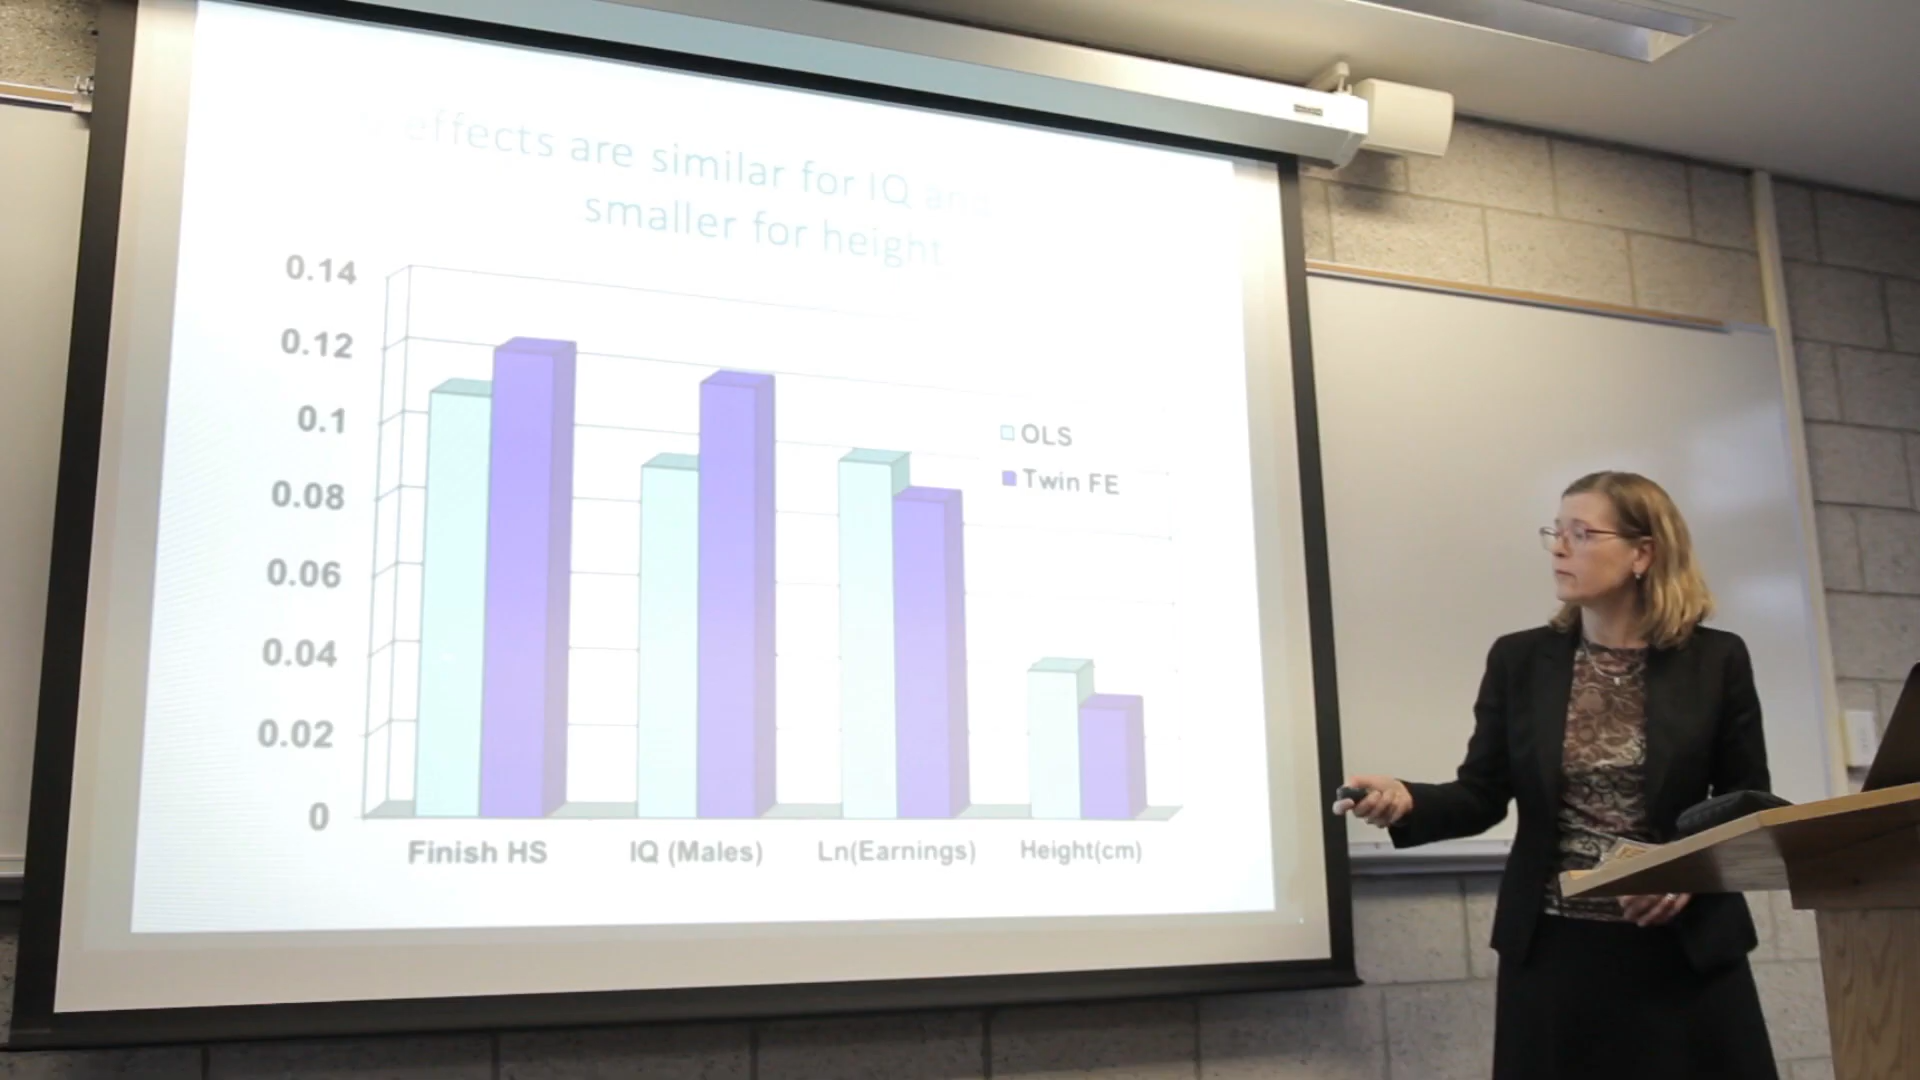 effects are similar for IQ and
smaller for height
0.14
0.12
0.1
0.08
0.06
0.04
0.02
0
OLS
Twin FE
Finish HS
IQ (Males)
Ln(Earnings)
Height(cm)